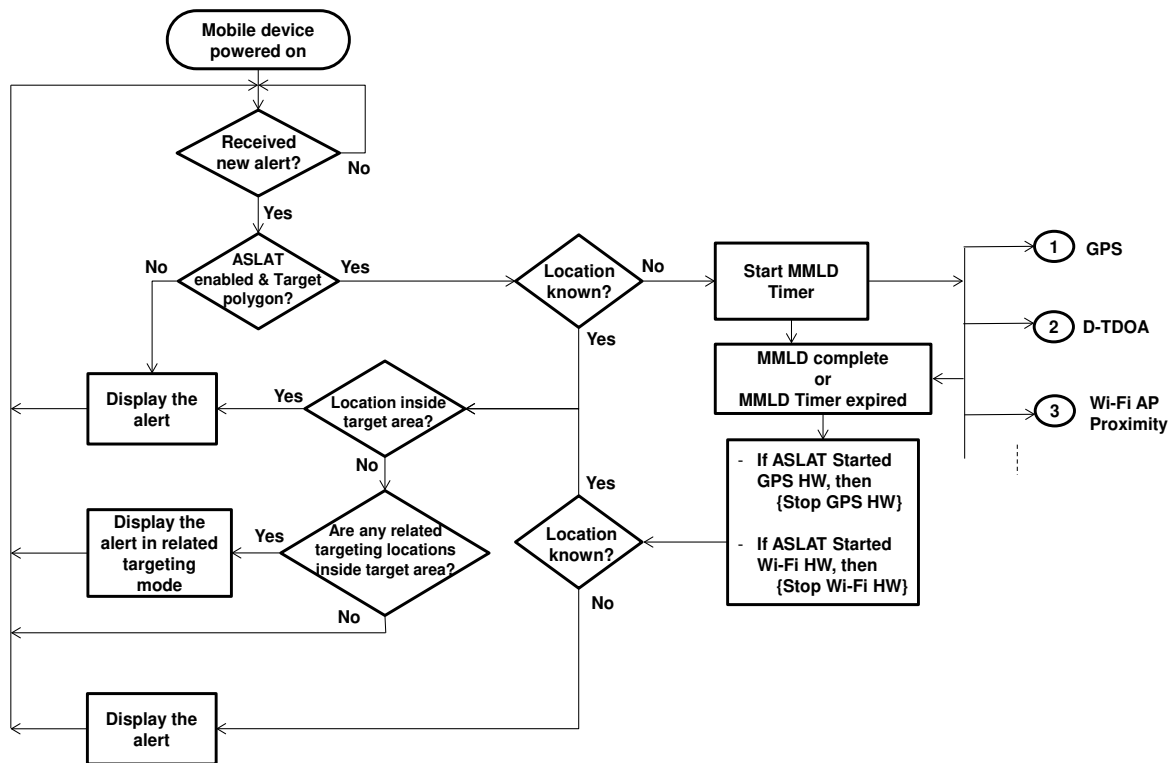 Mobile device
powered on
Received
new alert?
No
Yes
ASLAT
enabled & Target
polygon?
No
Yes
Location
known?
No
Yes
Start MMLD
Timer
1
GPS
2
D-TDOA
3
Wi-Fi AP
Proximity
MMLD complete
or
MMLD Timer expired
Display the
alert
Yes
Location inside
target area?
No
- If ASLAT Started
GPS HW, then
{Stop GPS HW}
- If ASLAT Started
Wi-Fi HW, then
{Stop Wi-Fi HW}
Yes
Location
known?
No
Display the
alert in related
targeting
mode
Yes
Are any related
targeting locations
inside target area?
No
Display the
alert